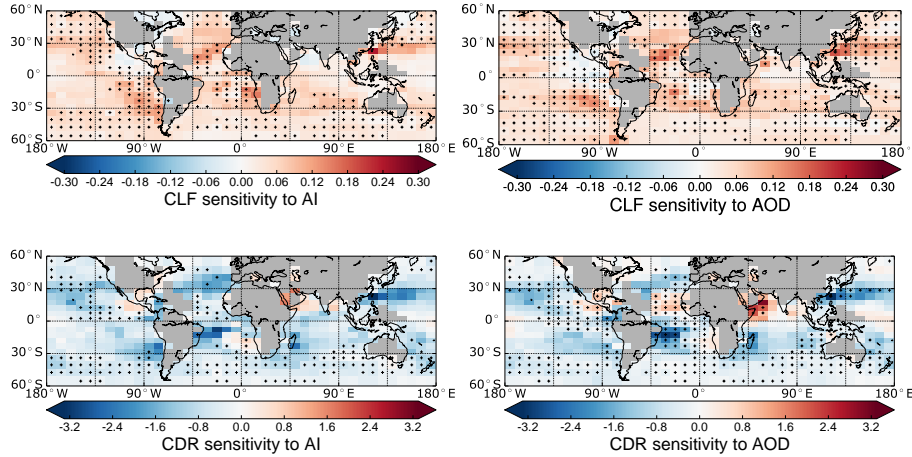 60°N
30°N
0°
30°S
60°S
180°W 90°W 0° 90°E 180°E
-0.30 -0.24 -0.18 -0.12 -0.06 0.00 0.06 0.12 0.18 0.24 0.30
CLF sensitivity to AI
60°N
30°N
0°
30°S
60°S
180°W 90°W 0° 90°E 180°E
-0.30 -0.24 -0.18 -0.12 -0.06 0.00 0.06 0.12 0.18 0.24 0.30
CLF sensitivity to AOD
60°N
30°N
0°
30°S
60°S
180°W 90°W 0° 90°E 180°E
-3.2 -2.4 -1.6 -0.8 0.0 0.8 1.6 2.4 3.2
CDR sensitivity to AI
60°N
30°N
0°
30°S
60°S
180°W 90°W 0° 90°E 180°E
-3.2 -2.4 -1.6 -0.8 0.0 0.8 1.6 2.4 3.2
CDR sensitivity to AOD